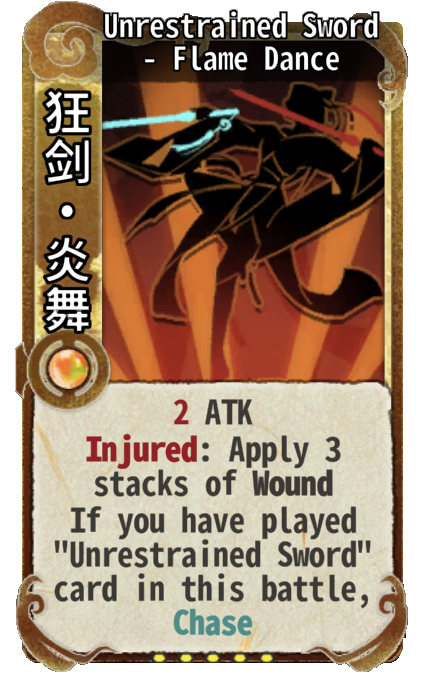 Unrestrained Sword
- Flame Dance
狂剑·炎舞
2 ATK
Injured: Apply 3
stacks of Wound
If you have played
"Unrestrained Sword"
card in this battle,
Chase